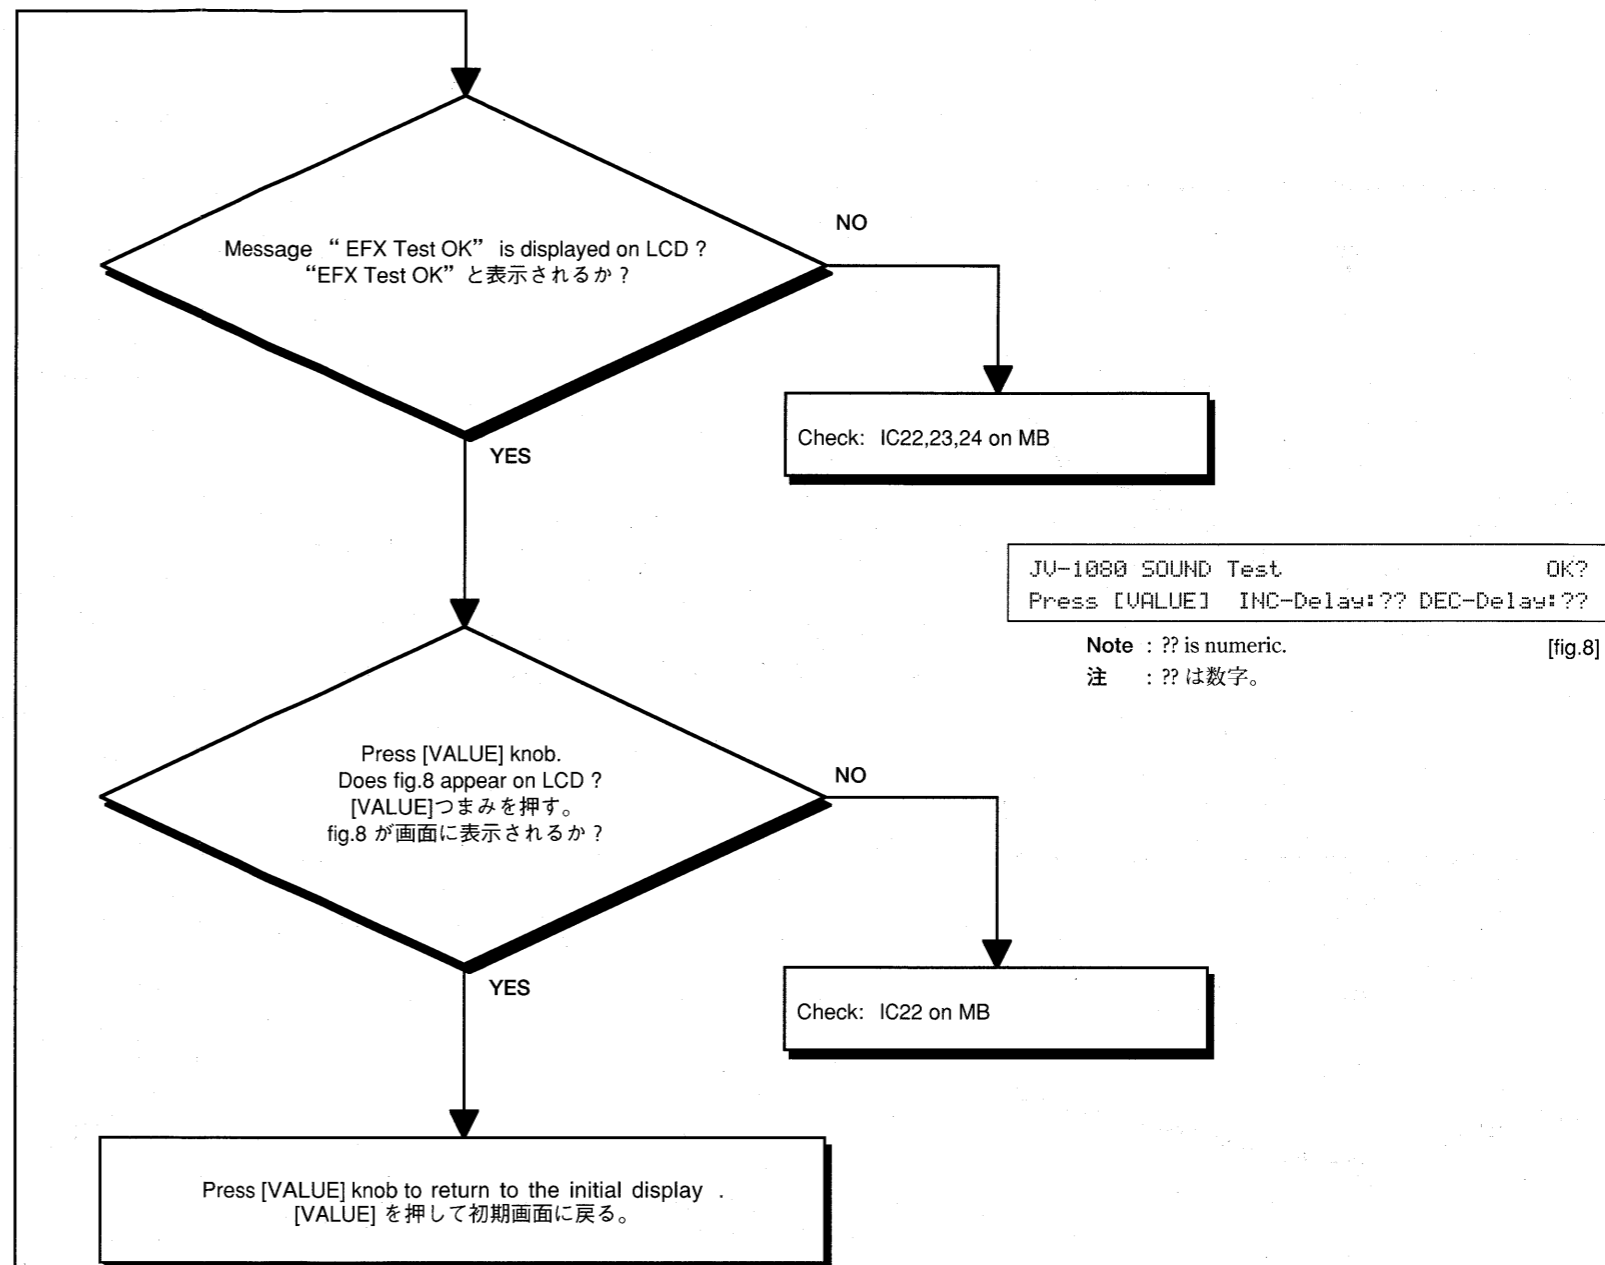 NO
Message “ EFX Test OK” is displayed on LCD ?
“EFX Test OK” と表示されるか ?
Check: IC22,23,24 on MB
YES
JV-1080 SOUND Test OK?
Press [VALUE] INC-Delay:?? DEC-Delay:??
Note : ?? is numeric.
[fig.8]
注 : ?? は数字。
Press [VALUE] knob.
Does fig.8 appear on LCD ?
[VALUE]つまみを押す。
fig.8 が画面に表示されるか ?
NO
YES
Check: IC22 on MB
Press [VALUE] knob to return to the initial display .
[VALUE] を押して初期画面に戻る。